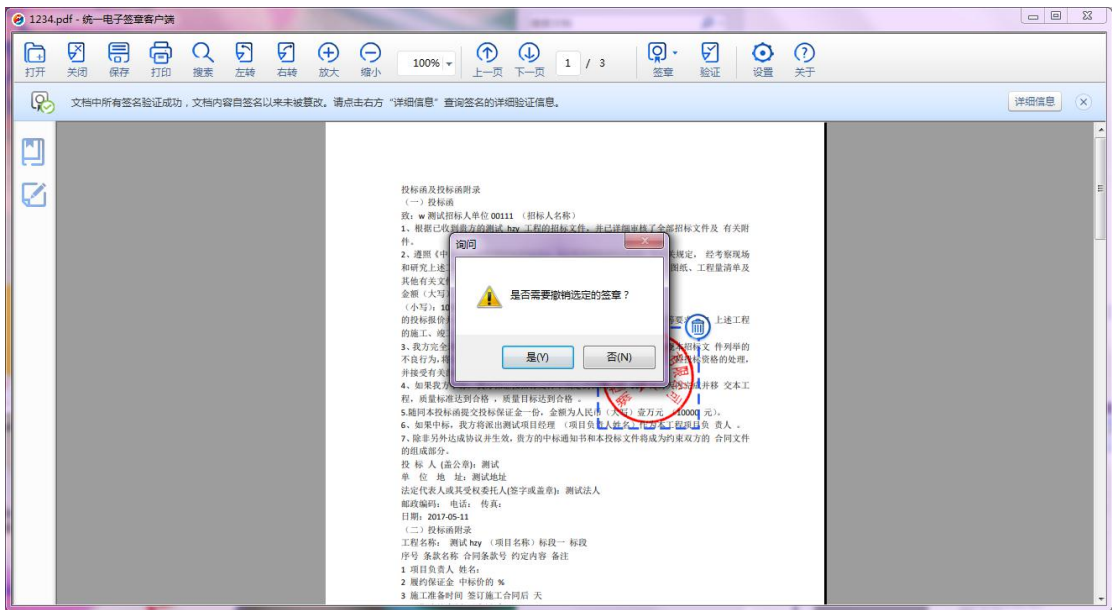 1234.pdf - 统一电子签章客户端
打开 关闭 保存 打印 搜索 左转 右转 放大 缩小 100% 上一页 下一页 1 / 3 签章 验证 设置 关于
文档中所有签名验证成功，文档内容自签名以来未被篡改。请点击右方 “详细信息” 查询签名的详细验证信息。 详细信息
投标函及投标函附录
（一）投标函
致：w 测试招标人单位 00111 （招标人名称）
1、根据已收到贵方的测试 hzy 工程的招标文件，并已详细审核了全部招标文件及 有关附
件。
2、遵照《中 关规定， 经考察现场
和研究上述 图纸、工程量清单及
其他有关文
金额（大写
（小写）：10
的投标报价 上述工程
的施工、竣
3、我方完全 招标文 件列举的
不良行为，将 资格的处理，
并接受有关
4、如果我方 并移 交本工
程，质量标准达到合格 ，质量目标达到合格 。
5.随同本投标函提交投标保证金一份，金额为人民币（大写）壹万元 （10000 元）。
6、如果中标，我方将派出测试项目经理 （项目负责人姓名）作为本工程项目负 责人 。
7、除非另外达成协议并生效，贵方的中标通知书和本投标文件将成为约束双方的 合同文件
的组成部分。
投 标 人（盖公章）：测试
单 位 地 址：测试地址
法定代表人或其受权委托人(签字或盖章)：测试法人
邮政编码： 电话： 传真：
日期：2017-05-11
（二）投标函附录
工程名称： 测试 hzy （项目名称）标段一 标段
序号 条款名称 合同条款号 约定内容 备注
1 项目负责人 姓名：
2 履约保证金 中标价的 %
3 施工准备时间 签订施工合同后 天
询问
是否需要撤销选定的签章？
是(Y) 否(N)